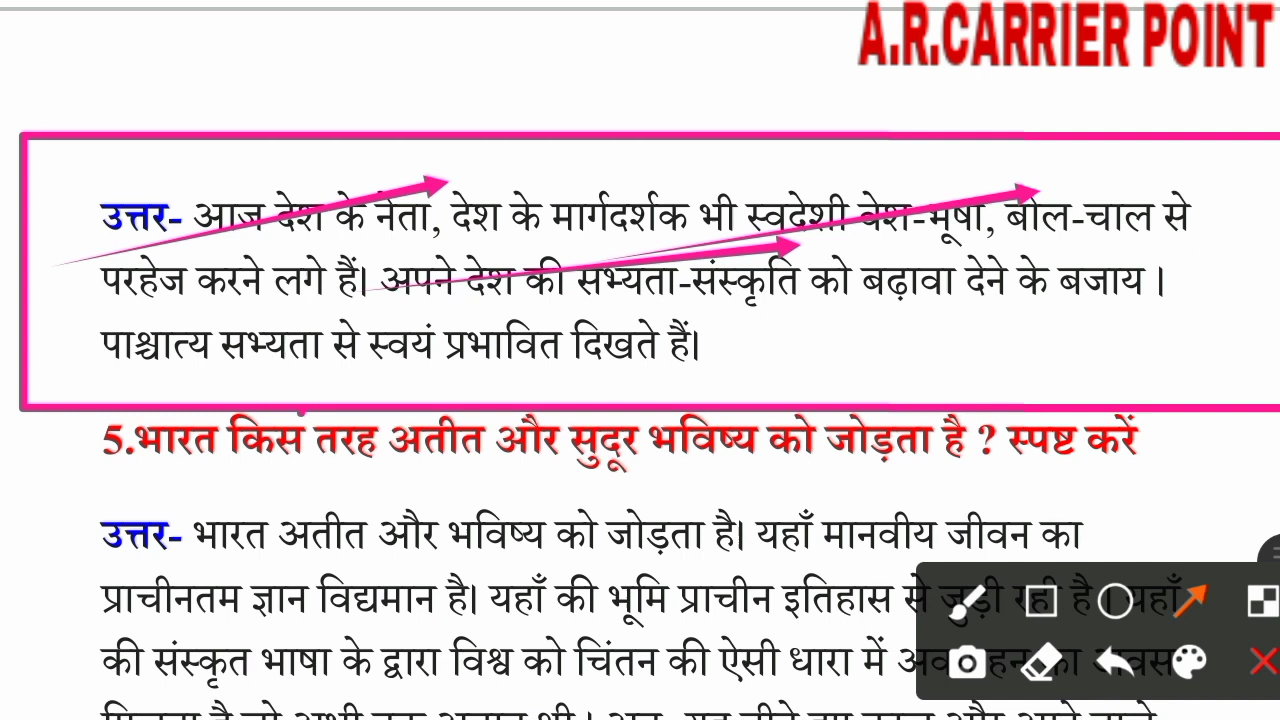 A.R.CARRIER POINT
उत्तर- आज देश के नेता, देश के मार्गदर्शक भी स्वदेशी वेश-भूषा, बोल-चाल से
परहेज करने लगे हैं। अपने देश की सभ्यता-संस्कृति को बढ़ावा देने के बजाय ।
पाश्चात्य सभ्यता से स्वयं प्रभावित दिखते हैं।
5.भारत किस तरह अतीत और सुदूर भविष्य को जोड़ता है ? स्पष्ट करें
उत्तर- भारत अतीत और भविष्य को जोड़ता है। यहाँ मानवीय जीवन का
प्राचीनतम ज्ञान विद्यमान है। यहाँ की भूमि प्राचीन इतिहास से जुड़ी रही है। यहाँ
की संस्कृत भाषा के द्वारा विश्व को चिंतन की ऐसी धारा में